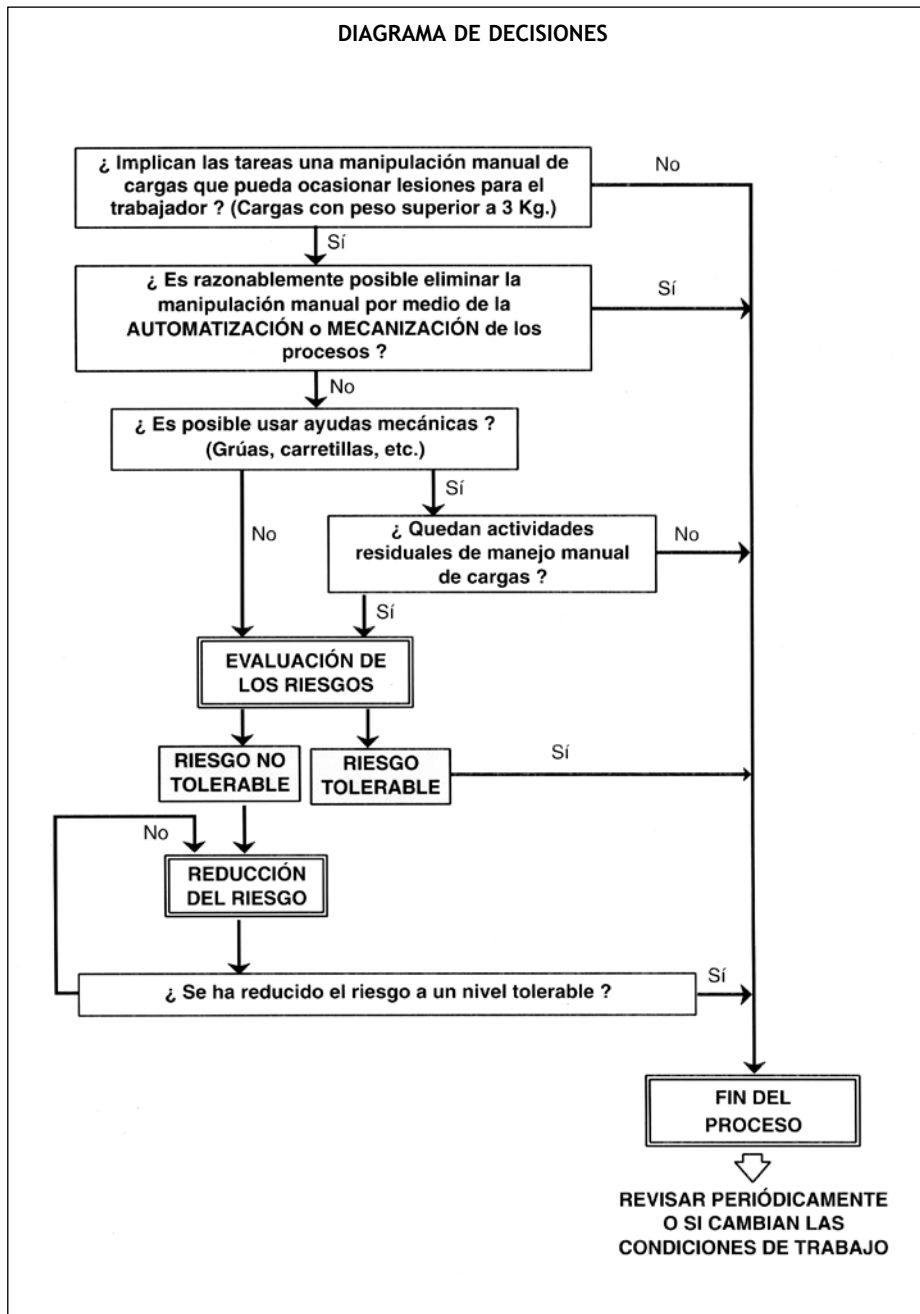 DIAGRAMA DE DECISIONES
¿ Implican las tareas una manipulación manual de
cargas que pueda ocasionar lesiones para el
trabajador ? (Cargas con peso superior a 3 Kg.)
No
Sí
¿ Es razonablemente posible eliminar la
manipulación manual por medio de la
AUTOMATIZACIÓN o MECANIZACIÓN de los
procesos ?
Sí
No
¿ Es posible usar ayudas mecánicas ?
(Grúas, carretillas, etc.)
Sí
No
¿ Quedan actividades
residuales de manejo manual
de cargas ?
No
Sí
EVALUACIÓN DE
LOS RIESGOS
RIESGO NO
TOLERABLE
RIESGO
TOLERABLE
Sí
No
REDUCCIÓN
DEL RIESGO
¿ Se ha reducido el riesgo a un nivel tolerable ?
Sí
FIN DEL
PROCESO
REVISAR PERIÓDICAMENTE
O SI CAMBIAN LAS
CONDICIONES DE TRABAJO